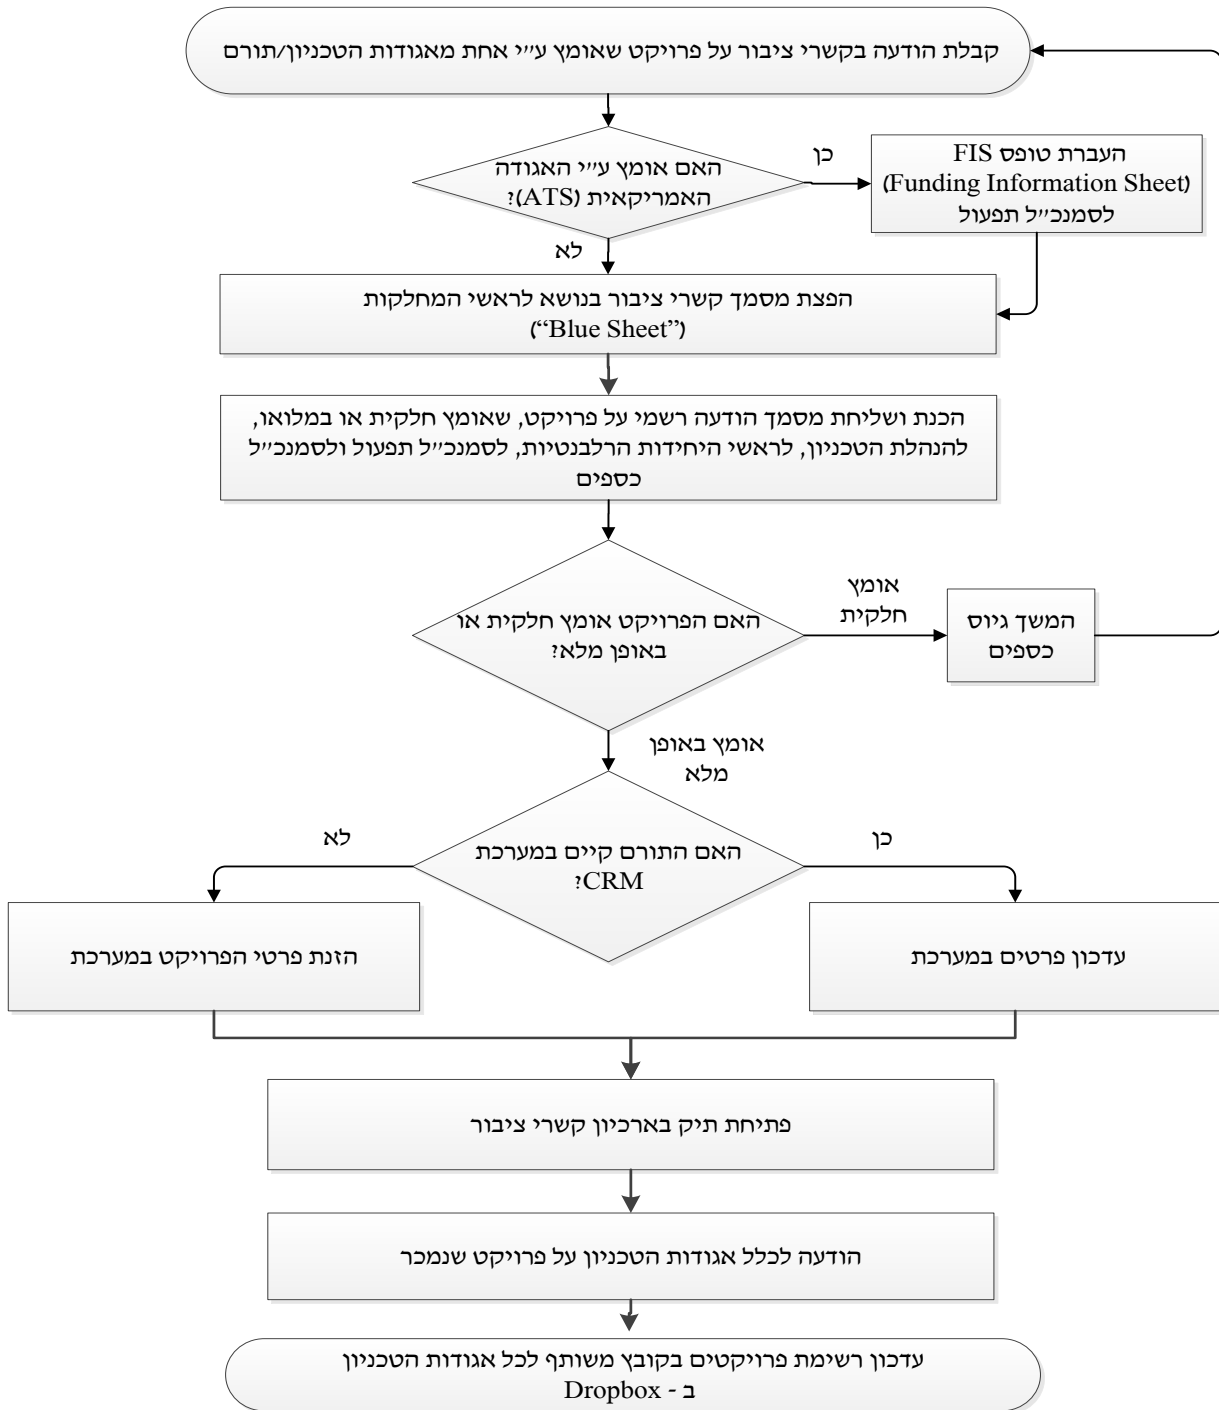 קבלת הודעה בקשרי ציבור על פרויקט שאומץ ע״י אחת מאגודות הטכניון/תורם
האם אומץ ע״י האגודה
האמריקאית (ATS)?
כן
העברת טופס FIS
(Funding Information Sheet)
לסמנכ״ל תפעול
לא
הפצת מסמך קשרי ציבור בנושא לראשי המחלקות
(“Blue Sheet”)
הכנת ושליחת מסמך הודעה רשמי על פרויקט, שאומץ חלקית או במלואו,
להנהלת הטכניון, לראשי היחידות הרלבנטיות, לסמנכ״ל תפעול ולסמנכ״ל
כספים
האם הפרויקט אומץ חלקית או
באופן מלא?
אומץ
חלקית
המשך גיוס
כספים
אומץ באופן
מלא
האם התורם קיים במערכת
CRM?
כן
לא
עדכון פרטים במערכת
הזנת פרטי הפרויקט במערכת
פתיחת תיק בארכיון קשרי ציבור
הודעה לכלל אגודות הטכניון על פרויקט שנמכר
עדכון רשימת פרויקטים בקובץ משותף לכל אגודות הטכניון
ב - Dropbox